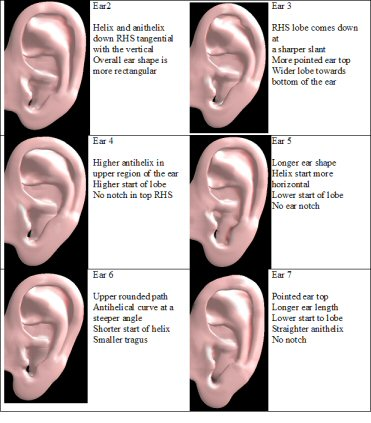 Ear2
Helix and anithelix
down RHS tangential
with the vertical
Overall ear shape is
more rectangular
Ear 3
RHS lobe comes down
at
a sharper slant
More pointed ear top
Wider lobe towards
bottom of the ear
Ear 4
Higher antihelix in
upper region of the ear
Higher start of lobe
No notch in top RHS
Ear 5
Longer ear shape
Helix start more
horizontal
Lower start of lobe
No ear notch
Ear 6
Upper rounded path
Antihelical curve at a
steeper angle
Shorter start of helix
Smaller tragus
Ear 7
Pointed ear top
Longer ear length
Lower start to lobe
Straighter anithelix
No notch